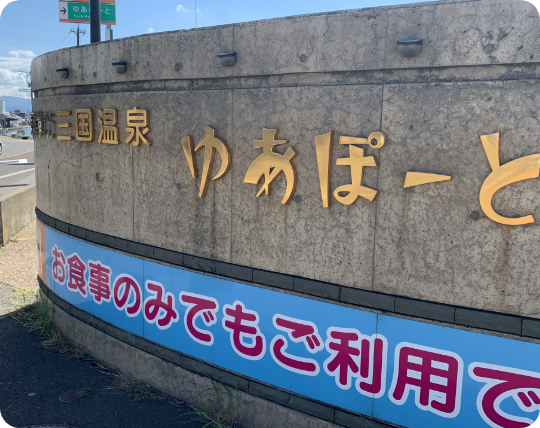 ゆあぽーと
三国温泉
ゆあぽーと
お食事のみでもご利用で